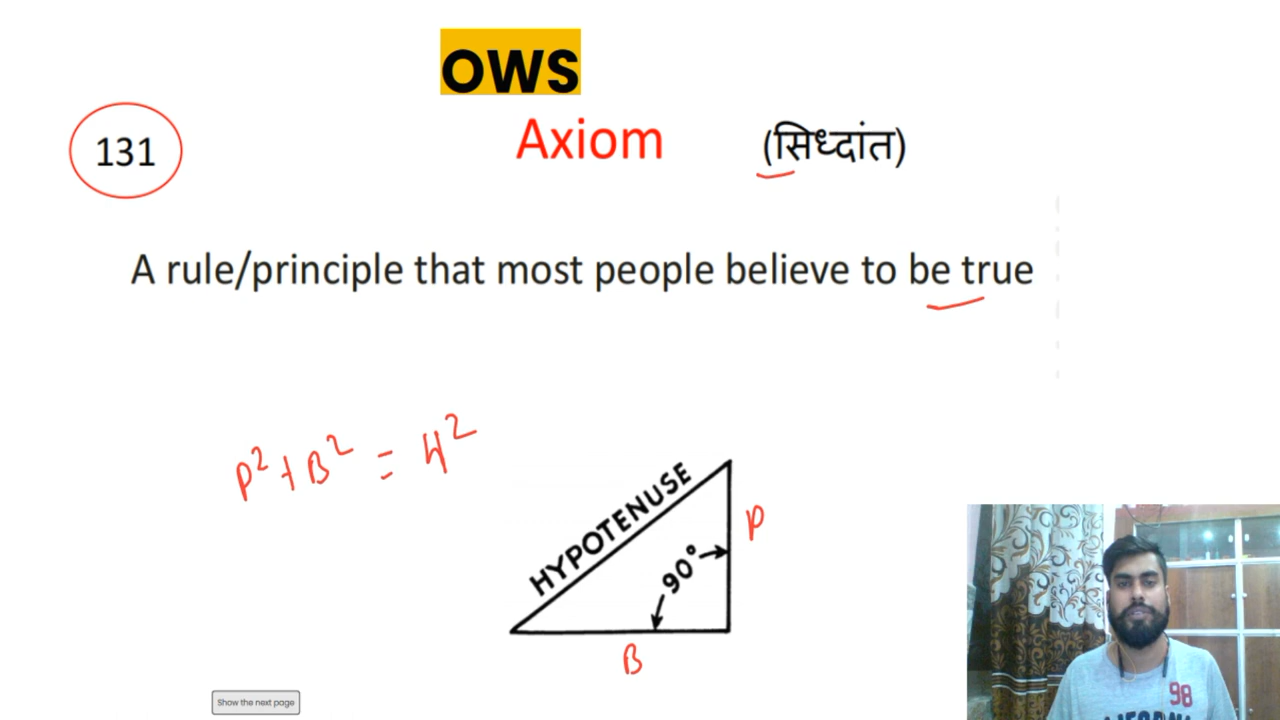 OWS
131
Axiom (सिध्दांत)
A rule/principle that most people believe to be true
P² + B² = H²
HYPOTENUSE
90°
P
B
Show the next page
98